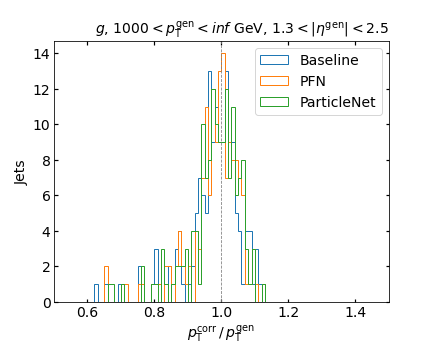 g, 1000 < p_T^gen < inf GeV, 1.3 < |η^gen| < 2.5
14
12
10
8
6
4
2
0
Jets
Baseline
PFN
ParticleNet
0.6 0.8 1.0 1.2 1.4
p_T^corr / p_T^gen